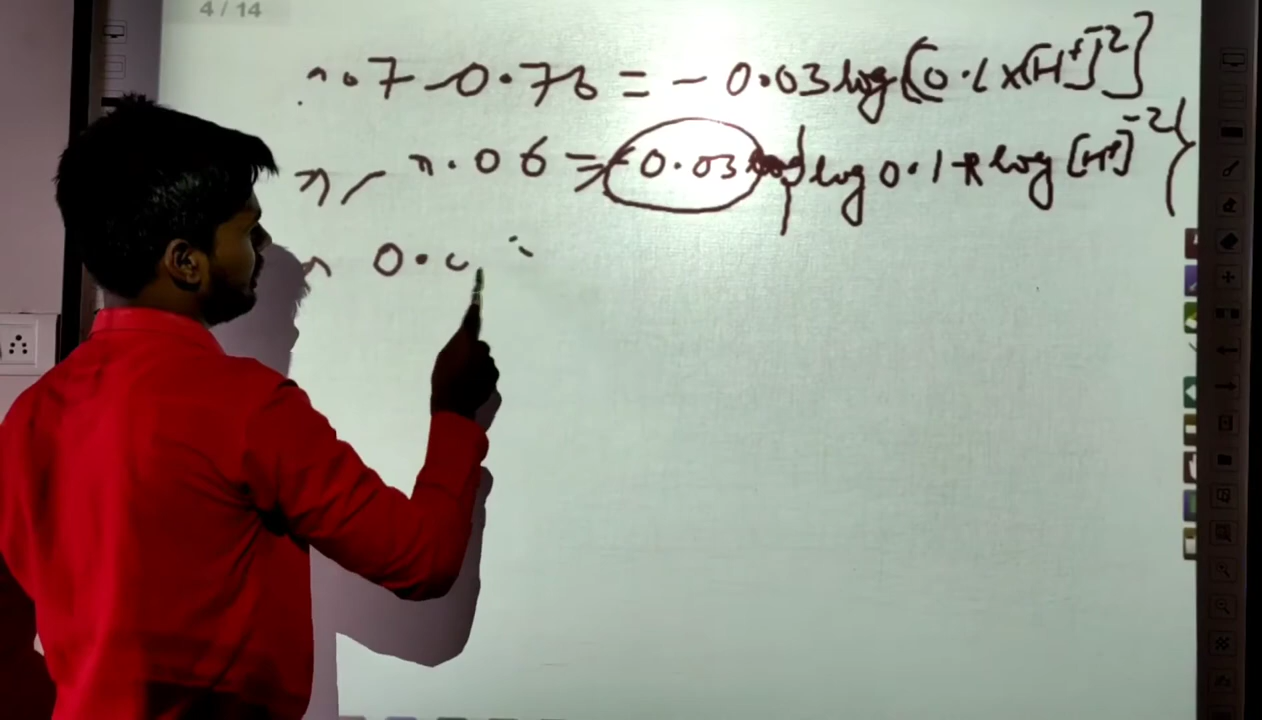 4 / 14
0.7 - 0.76 = - 0.03 log [0.1 x [H+]^-2]
.06 = - 0.03 { log 0.1 + log [H+]^-2 }
0.